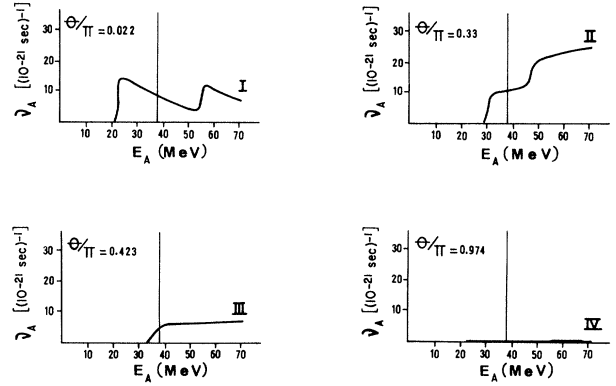 ν_A [(10⁻²¹ sec)⁻¹]
30
20
10
Θ/π = 0.022
I
10 20 30 40 50 60 70
E_A (MeV)
ν_A [(10⁻²¹ sec)⁻¹]
30
20
10
Θ/π = 0.33
II
10 20 30 40 50 60 70
E_A (MeV)
ν_A [(10⁻²¹ sec)⁻¹]
30
20
10
Θ/π = 0.423
III
10 20 30 40 50 60 70
E_A (MeV)
ν_A [(10⁻²¹ sec)⁻¹]
30
20
10
Θ/π = 0.974
IV
10 20 30 40 50 60 70
E_A (MeV)